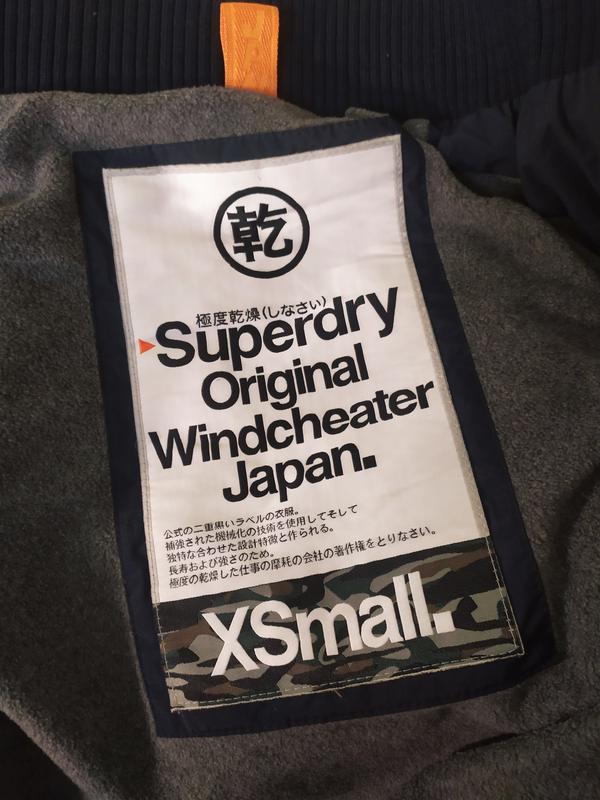 乾
極度乾燥(しなさい)
Superdry
Original
Windcheater
Japan.
公式の二重黒いラベルの衣服。
補強された機械化の技術を使用してそして
独特な合わせた設計特徴と作られる。
長寿および強さのため。
極度の乾燥した仕事の摩耗の会社の著作権をとりなさい。
XSmall.